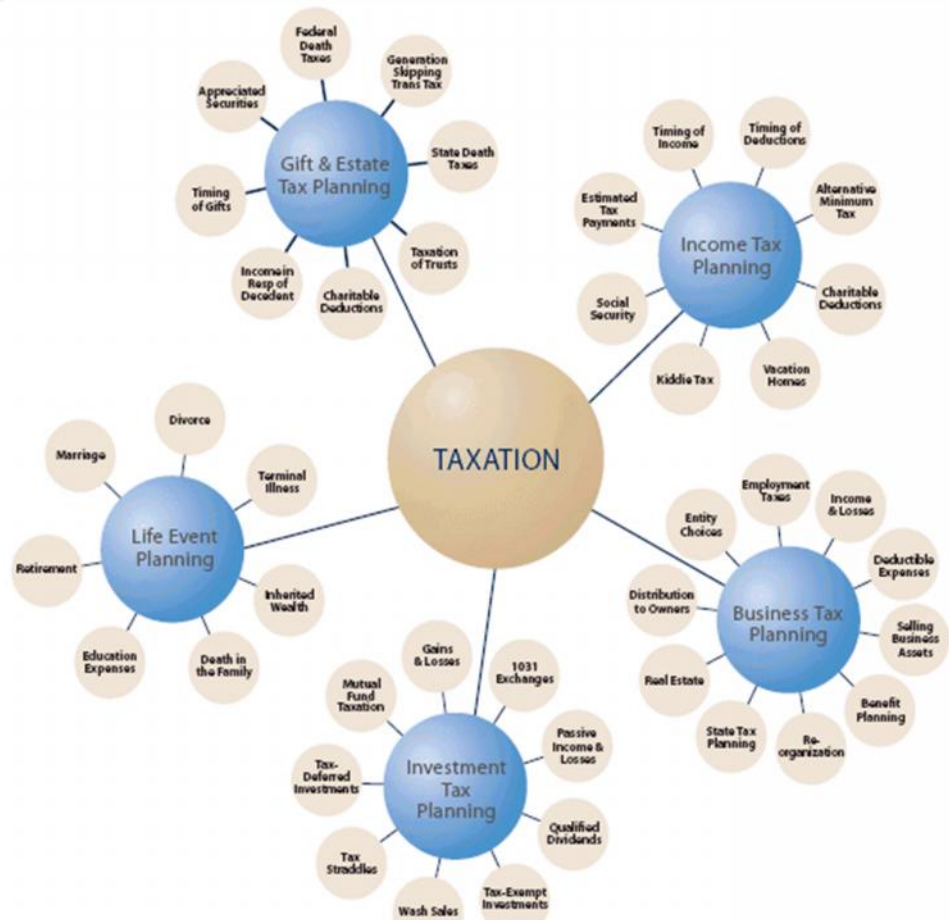 Federal
Death
Taxes
Generation
Skipping
Trans Tax
Appreciated
Securities
Gift & Estate
Tax Planning
State Death
Taxes
Timing
of Gifts
Taxation
of Trusts
Income in
Resp of
Decedent
Charitable
Deductions
Timing of
Income
Timing of
Deductions
Estimated
Tax
Payments
Alternative
Minimum
Tax
Income Tax
Planning
Social
Security
Charitable
Deductions
Kiddie Tax
Vacation
Homes
TAXATION
Divorce
Marriage
Terminal
Illness
Life Event
Planning
Retirement
Inherited
Wealth
Education
Expenses
Death in
the Family
Employment
Taxes
Income
& Losses
Entity
Choices
Deductible
Expenses
Distribution
to Owners
Business Tax
Planning
Selling
Business
Assets
Real Estate
Benefit
Planning
State Tax
Planning
Re-
organization
Gains
& Losses
1031
Exchanges
Mutual
Fund
Taxation
Passive
Income &
Losses
Investment
Tax
Planning
Tax-
Deferred
Investments
Qualified
Dividends
Tax
Straddles
Wash Sales
Tax-Exempt
Investments